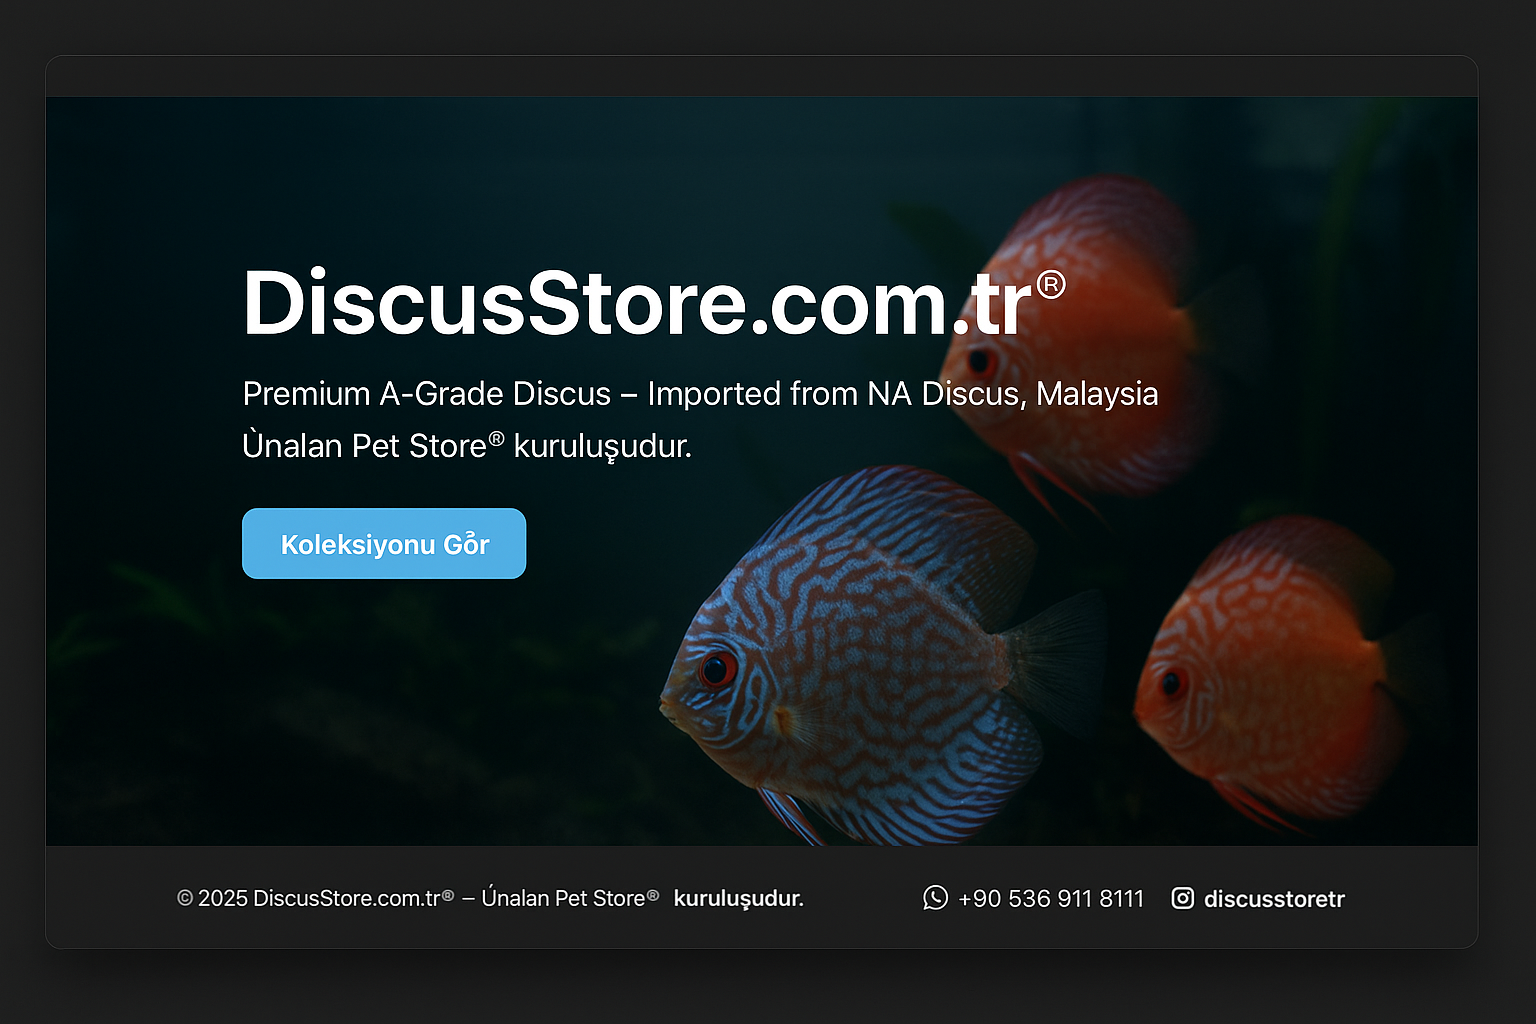 DiscusStore.com.tr®
Premium A-Grade Discus – Imported from NA Discus, Malaysia
Ùnalan Pet Store® kuruluşudur.
Koleksiyonu Gỏr
© 2025 DiscusStore.com.tr® – Únalan Pet Store® kuruluşudur.
+90 536 911 8111 discusstoretr